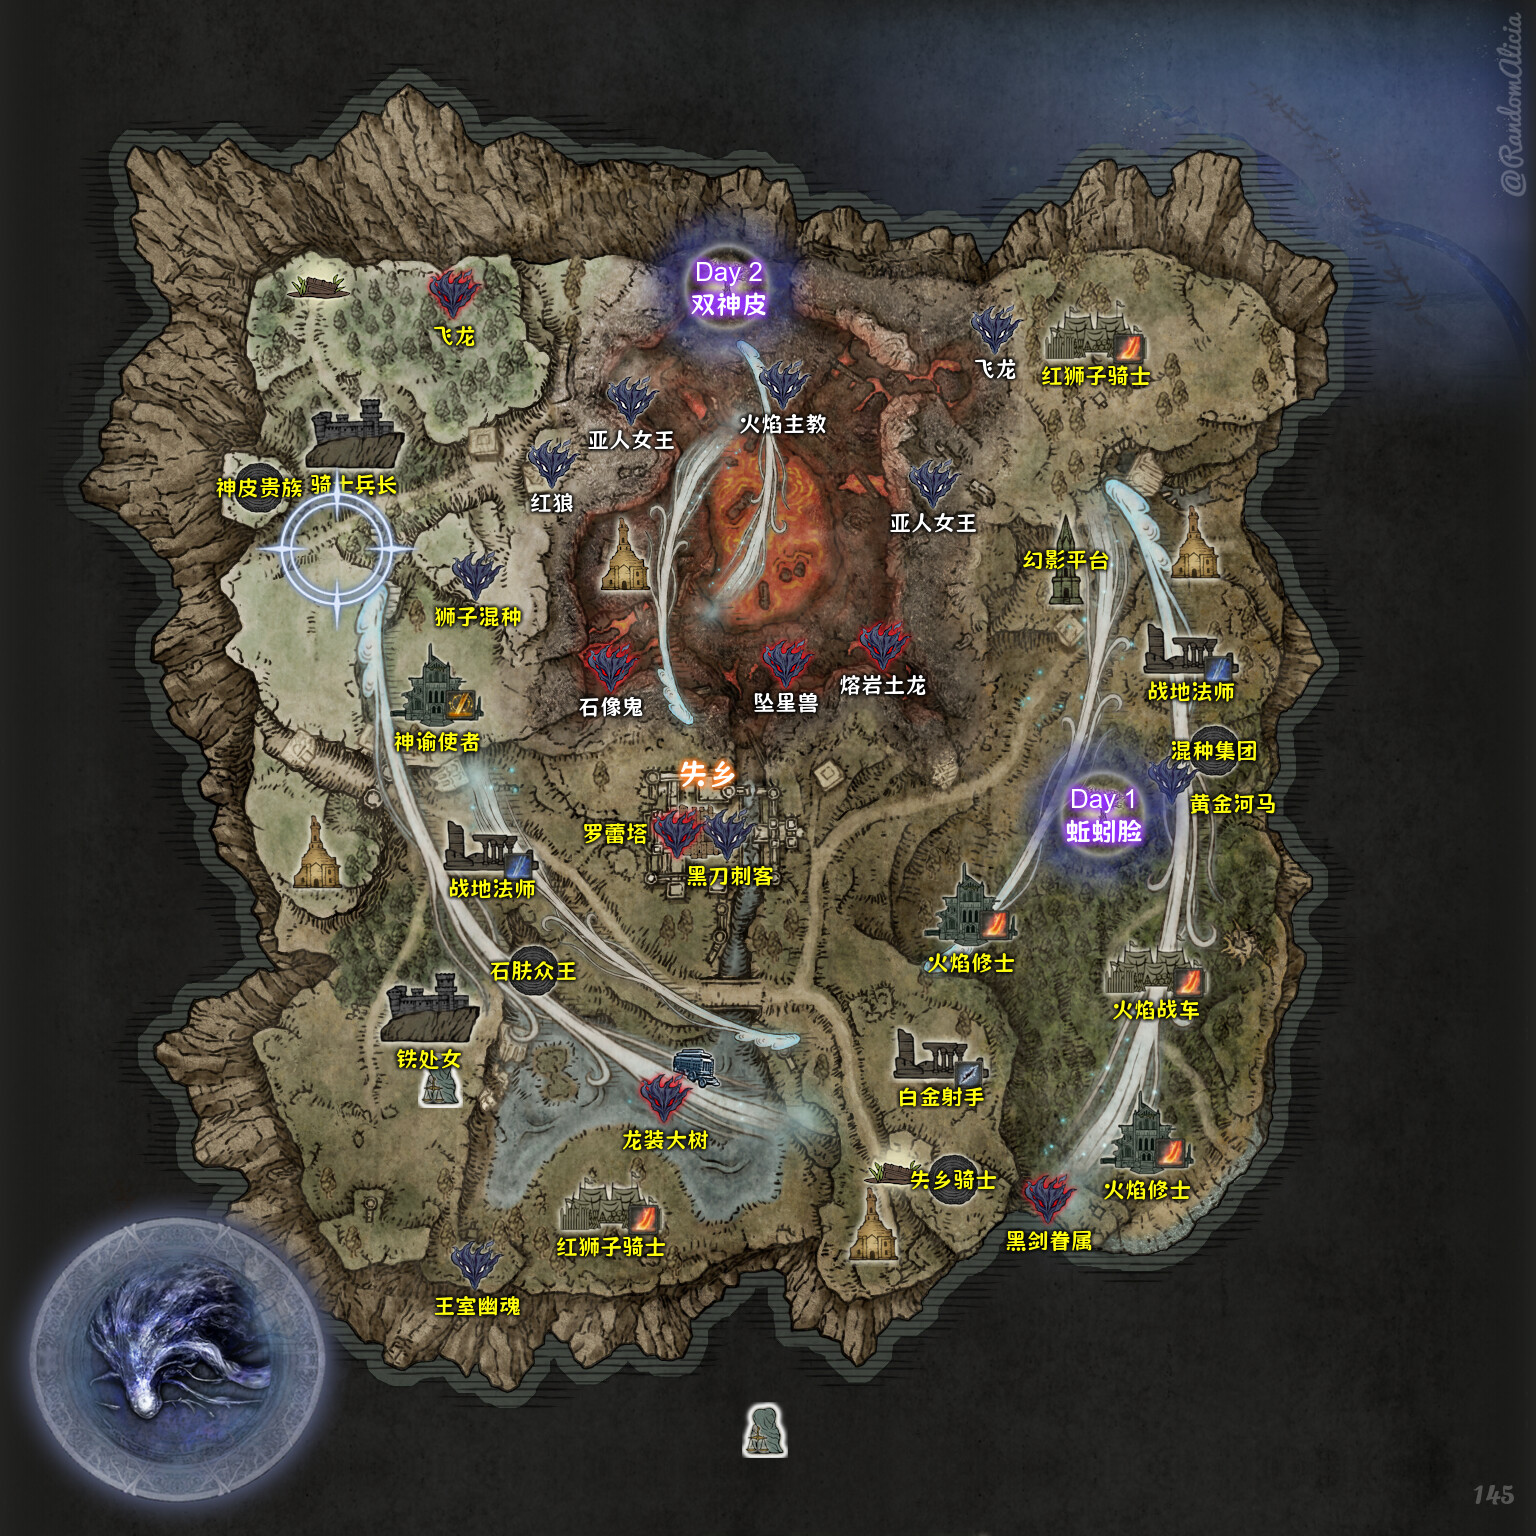 @RandomAlicia
Day 2
双神皮
飞龙
飞龙
红狮子骑士
火焰主教
亚人女王
神皮贵族
骑士兵长
红狼
亚人女王
幻影平台
狮子混种
石像鬼
坠星兽
熔岩土龙
战地法师
神谕使者
混种集团
失乡
Day 1
蚯蚓脸
黄金河马
罗蕾塔
黑刀刺客
战地法师
石肤众王
火焰修士
火焰战车
铁处女
白金射手
龙装大树
失乡骑士
火焰修士
红狮子骑士
黑剑眷属
王室幽魂
145